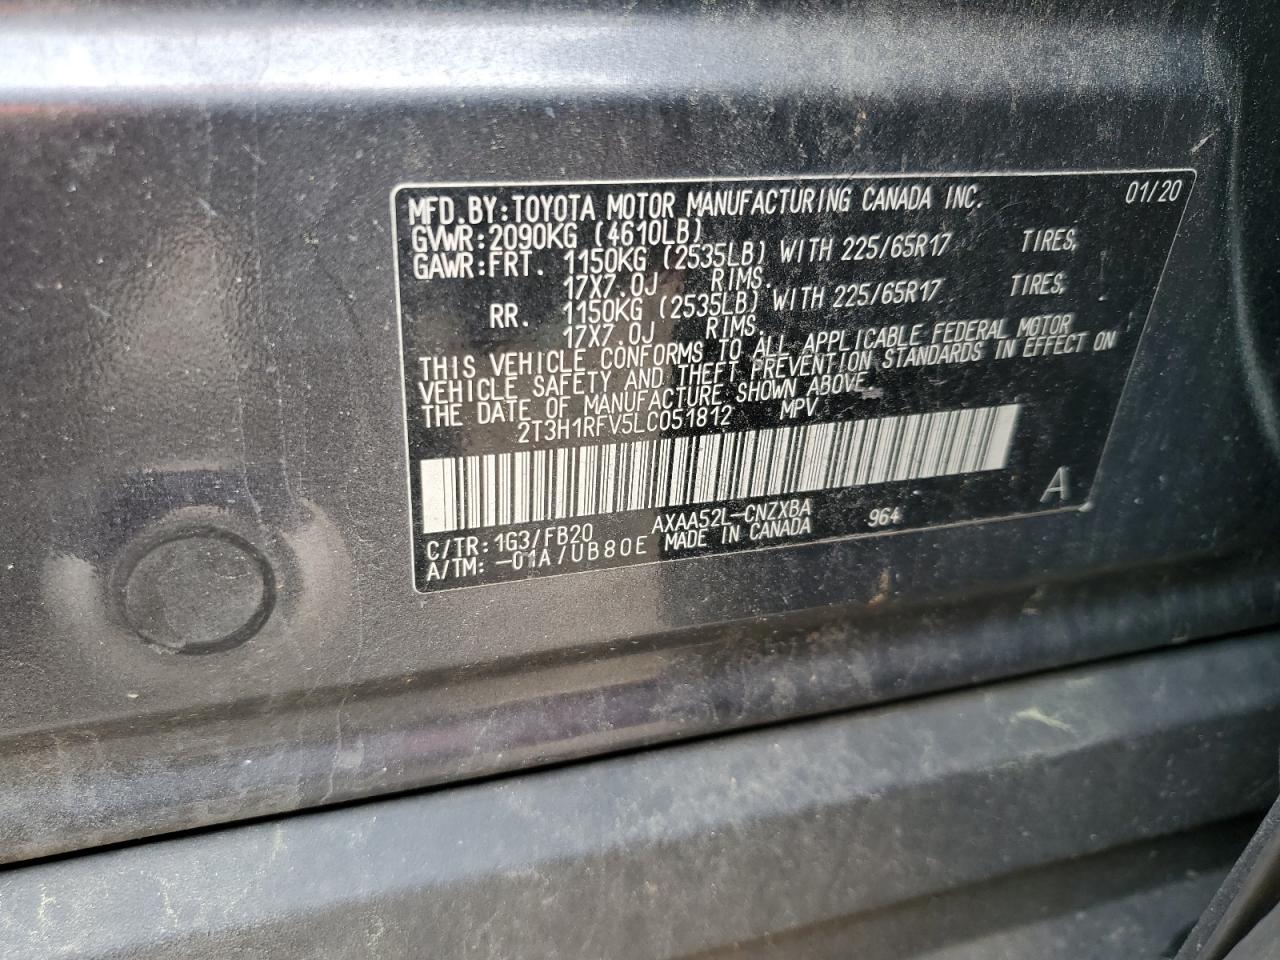 MFD.BY:TOYOTA MOTOR MANUFACTURING CANADA INC. 01/20
GVWR:2090KG (4610LB)
GAWR:FRT. 1150KG (2535LB) WITH 225/65R17 TIRES,
17X7.0J RIMS.
RR. 1150KG (2535LB) WITH 225/65R17 TIRES,
17X7.0J RIMS.
THIS VEHICLE CONFORMS TO ALL APPLICABLE FEDERAL MOTOR
VEHICLE SAFETY AND THEFT PREVENTION STANDARDS IN EFFECT ON
THE DATE OF MANUFACTURE SHOWN ABOVE.
2T3H1RFV5LC051812 MPV
A
C/TR:1G3/FB20 AXAA52L-CNZXBA 964
A/TM:-01A/UB80E MADE IN CANADA